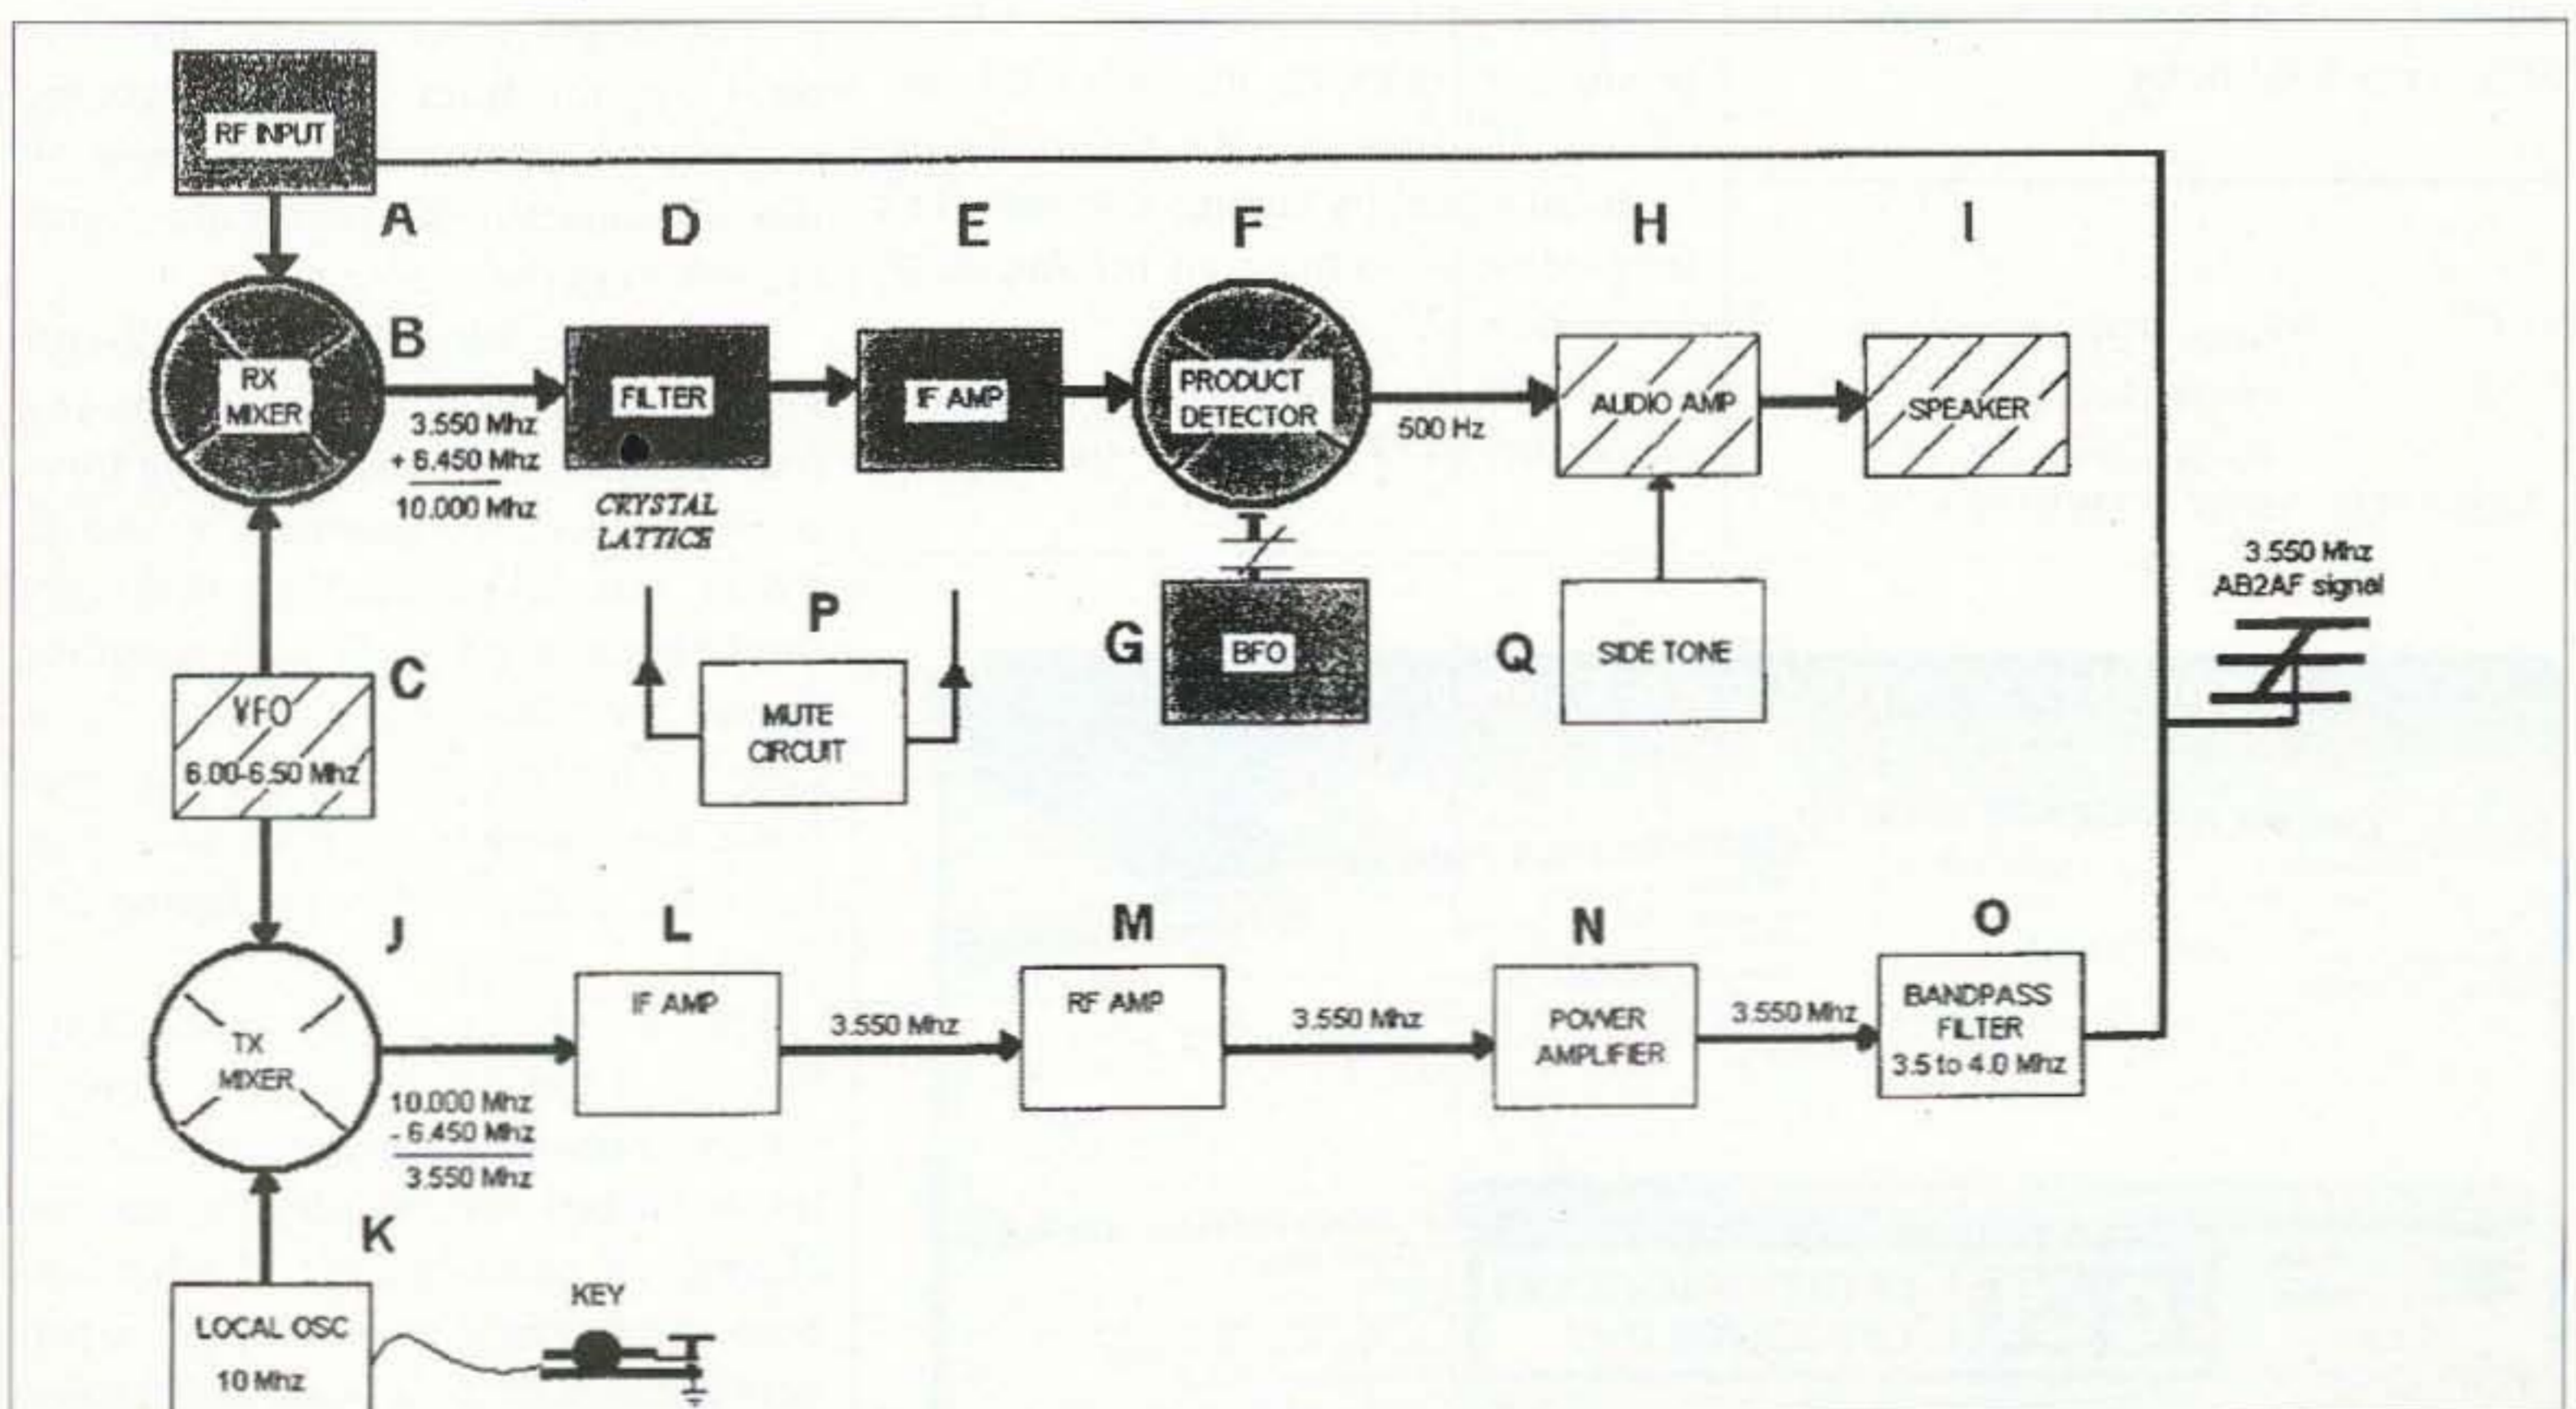 RF INPUT
A
D
E
F
H
I
B
RX
MIXER
3.550 Mhz
+ 6.450 Mhz
10.000 Mhz
FILTER
CRYSTAL
LATTICE
IF AMP
PRODUCT
DETECTOR
500 Hz
AUDIO AMP
SPEAKER
3.550 Mhz
AB2AF signal
C
VFO
6.00-6.50 Mhz
P
MUTE
CIRCUIT
G
BFO
Q
SIDE TONE
J
L
M
N
O
TX
MIXER
10.000 Mhz
- 6.450 Mhz
3.550 Mhz
IF AMP
3.550 Mhz
RF AMP
3.550 Mhz
POWER
AMPLIFIER
3.550 Mhz
BANDPASS
FILTER
3.5 to 4.0 Mhz
K
LOCAL OSC
10 Mhz
KEY